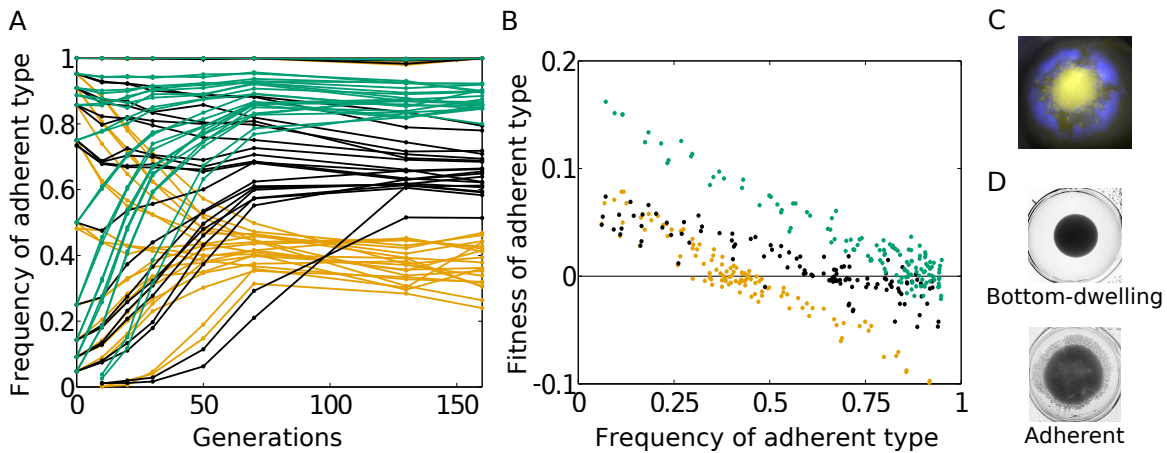 A
Frequency of adherent type
1
0.8
0.6
0.4
0.2
0
0
50
100
150
Generations
B
Fitness of adherent type
0.2
0.1
0
-0.1
0
0.25
0.5
0.75
1
Frequency of adherent type
C
D
Bottom-dwelling
Adherent